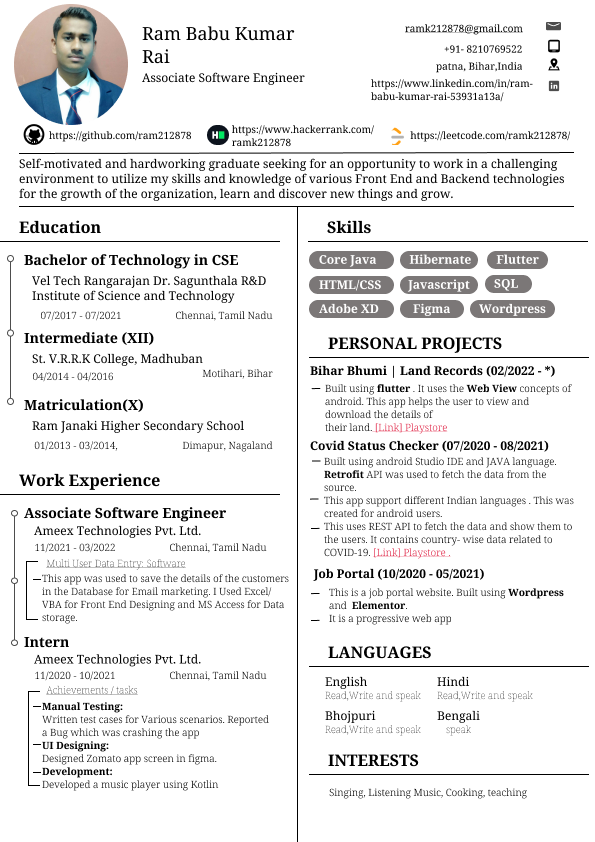 Ram Babu Kumar
Rai
Associate Software Engineer
ramk212878@gmail.com
+91- 8210769522
patna, Bihar,India
https://www.linkedin.com/in/ram-
babu-kumar-rai-53931a13a/
https://github.com/ram212878
https://www.hackerrank.com/
ramk212878
https://leetcode.com/ramk212878/
Self-motivated and hardworking graduate seeking for an opportunity to work in a challenging
environment to utilize my skills and knowledge of various Front End and Backend technologies
for the growth of the organization, learn and discover new things and grow.
Education
Bachelor of Technology in CSE
Vel Tech Rangarajan Dr. Sagunthala R&D
Institute of Science and Technology
07/2017 - 07/2021 Chennai, Tamil Nadu
Intermediate (XII)
St. V.R.R.K College, Madhuban
04/2014 - 04/2016 Motihari, Bihar
Matriculation(X)
Ram Janaki Higher Secondary School
01/2013 - 03/2014, Dimapur, Nagaland
Work Experience
Associate Software Engineer
Ameex Technologies Pvt. Ltd.
11/2021 - 03/2022 Chennai, Tamil Nadu
Multi User Data Entry: Software
This app was used to save the details of the customers
in the Database for Email marketing. I Used Excel/
VBA for Front End Designing and MS Access for Data
storage.
Intern
Ameex Technologies Pvt. Ltd.
11/2020 - 10/2021 Chennai, Tamil Nadu
Achievements / tasks
Manual Testing:
Written test cases for Various scenarios. Reported
a Bug which was crashing the app
UI Designing:
Designed Zomato app screen in figma.
Development:
Developed a music player using Kotlin
Skills
Core Java Hibernate Flutter
HTML/CSS Javascript SQL
Adobe XD Figma Wordpress
PERSONAL PROJECTS
Bihar Bhumi | Land Records (02/2022 - *)
Built using flutter . It uses the Web View concepts of
android. This app helps the user to view and
download the details of
their land. [Link] Playstore
Covid Status Checker (07/2020 - 08/2021)
Built using android Studio IDE and JAVA language.
Retrofit API was used to fetch the data from the
source.
This app support different Indian languages . This was
created for android users.
This uses REST API to fetch the data and show them to
the users. It contains country- wise data related to
COVID-19. [Link] Playstore .
Job Portal (10/2020 - 05/2021)
This is a job portal website. Built using Wordpress
and Elementor.
It is a progressive web app
LANGUAGES
English Hindi
Read,Write and speak Read,Write and speak
Bhojpuri Bengali
Read,Write and speak speak
INTERESTS
Singing, Listening Music, Cooking, teaching